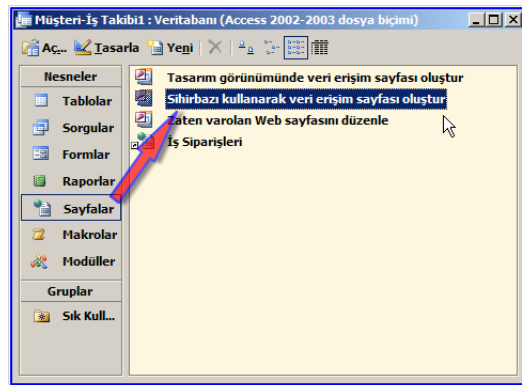 Müşteri-İş Takibi1 : Veritabanı (Access 2002-2003 dosya biçimi)
Aç... Tasarla Yeni
Nesneler
Tablolar
Sorgular
Formlar
Raporlar
Sayfalar
Makrolar
Modüller
Gruplar
Sık Kull...
Tasarım görünümünde veri erişim sayfası oluştur
Sihirbazı kullanarak veri erişim sayfası oluştur
Zaten varolan Web sayfasını düzenle
İş Siparişleri